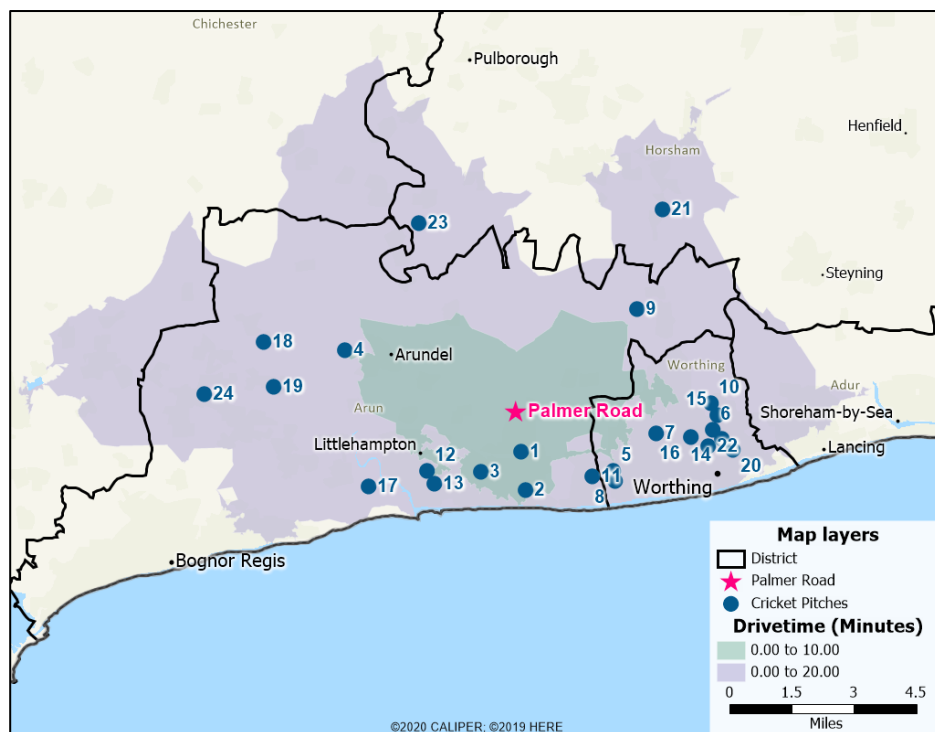 Chichester
Pulborough
Henfield
Horsham
23
21
Steyning
9
18
4
Arundel
Worthing
24
19
10
Adur
15
Arun
Palmer Road
6
Shoreham-by-Sea
Littlehampton
1
7
22
Lancing
12
5
16
14
3
11
20
17
13
2
8
Worthing
Bognor Regis
Map layers
District
Palmer Road
Cricket Pitches
Drivetime (Minutes)
0.00 to 10.00
0.00 to 20.00
0 1.5 3 4.5
Miles
©2020 CALIPER; ©2019 HERE